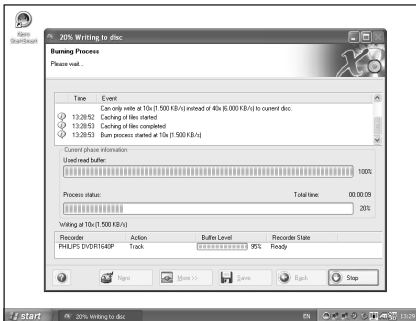 Nero
StartSmart
20% Writing to disc
Burning Process
Please wait...
Time Event
Can only write at 10x (1.500 KB/s) instead of 40x (6.000 KB/s) to current disc.
13:28:52 Caching of files started
13:28:53 Caching of files completed
13:28:53 Burn process started at 10x (1.500 KB/s)
Current phase information
Used read buffer:
100%
Process status: Total time: 00:00:09
20%
Writing at 10x (1.500 KB/s)
Recorder Action Buffer Level Recorder State
PHILIPS DVDR1640P Track 95% Ready
Nero More >> Save Back Stop
start 20% Writing to disc EN 13:29